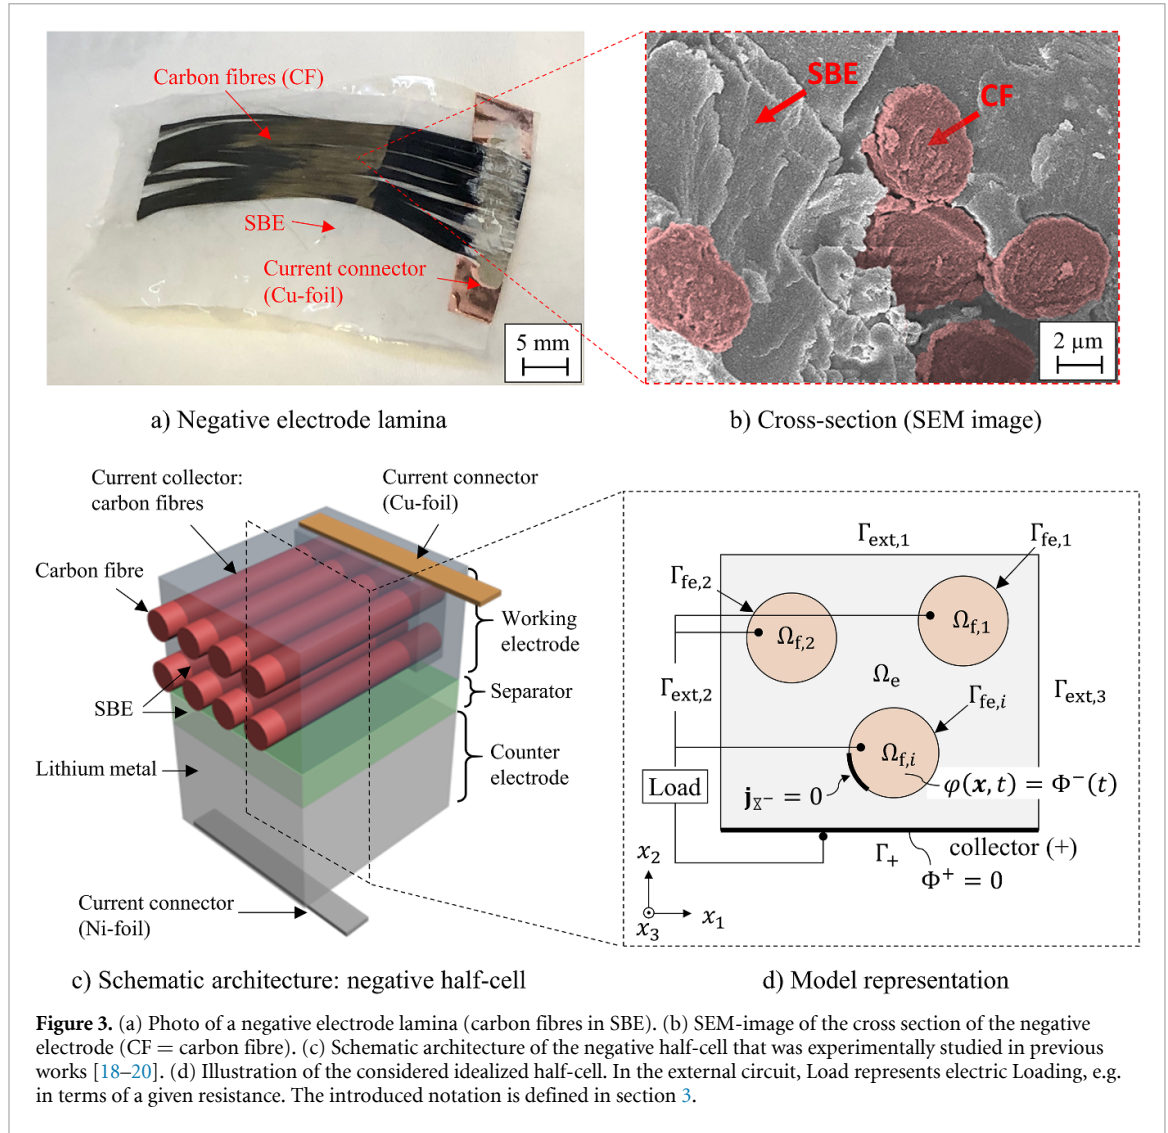 Carbon fibres (CF)
SBE
Current connector
(Cu-foil)
5 mm
SBE
CF
2 µm
a) Negative electrode lamina
b) Cross-section (SEM image)
Current collector:
carbon fibres
Current connector
(Cu-foil)
Carbon fibre
Working
electrode
Separator
SBE
Counter
electrode
Lithium metal
Current connector
(Ni-foil)
Γext,1
Γfe,1
Γfe,2
Ωf,1
Ωf,2
Ωe
Γext,2
Γfe,i
Γext,3
Ωf,i
Load
φ(x, t) = Φ⁻(t)
= 0
Γ+
collector (+)
Φ⁺ = 0
x₂
x₁
x₃
c) Schematic architecture: negative half-cell
d) Model representation
Figure 3. (a) Photo of a negative electrode lamina (carbon fibres in SBE). (b) SEM-image of the cross section of the negative
electrode (CF = carbon fibre). (c) Schematic architecture of the negative half-cell that was experimentally studied in previous
works [18–20]. (d) Illustration of the considered idealized half-cell. In the external circuit, Load represents electric Loading, e.g.
in terms of a given resistance. The introduced notation is defined in section 3.